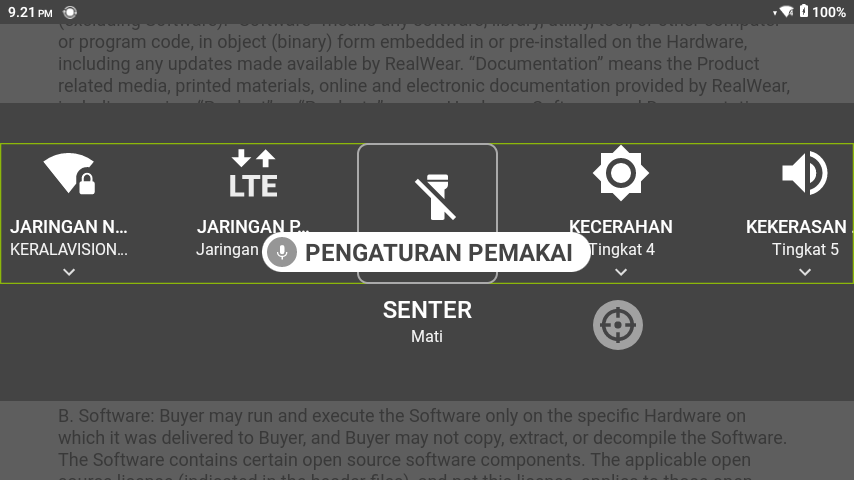 9.21 PM
100%
or program code, in object (binary) form embedded in or pre-installed on the Hardware,
including any updates made available by RealWear. “Documentation” means the Product
related media, printed materials, online and electronic documentation provided by RealWear,
LTE
JARINGAN N...
JARINGAN P...
KECERAHAN
KEKERASAN
KERALAVISION...
Jaringan
PENGATURAN PEMAKAI
Tingkat 4
Tingkat 5
SENTER
Mati
B. Software: Buyer may run and execute the Software only on the specific Hardware on
which it was delivered to Buyer, and Buyer may not copy, extract, or decompile the Software.
The Software contains certain open source software components. The applicable open